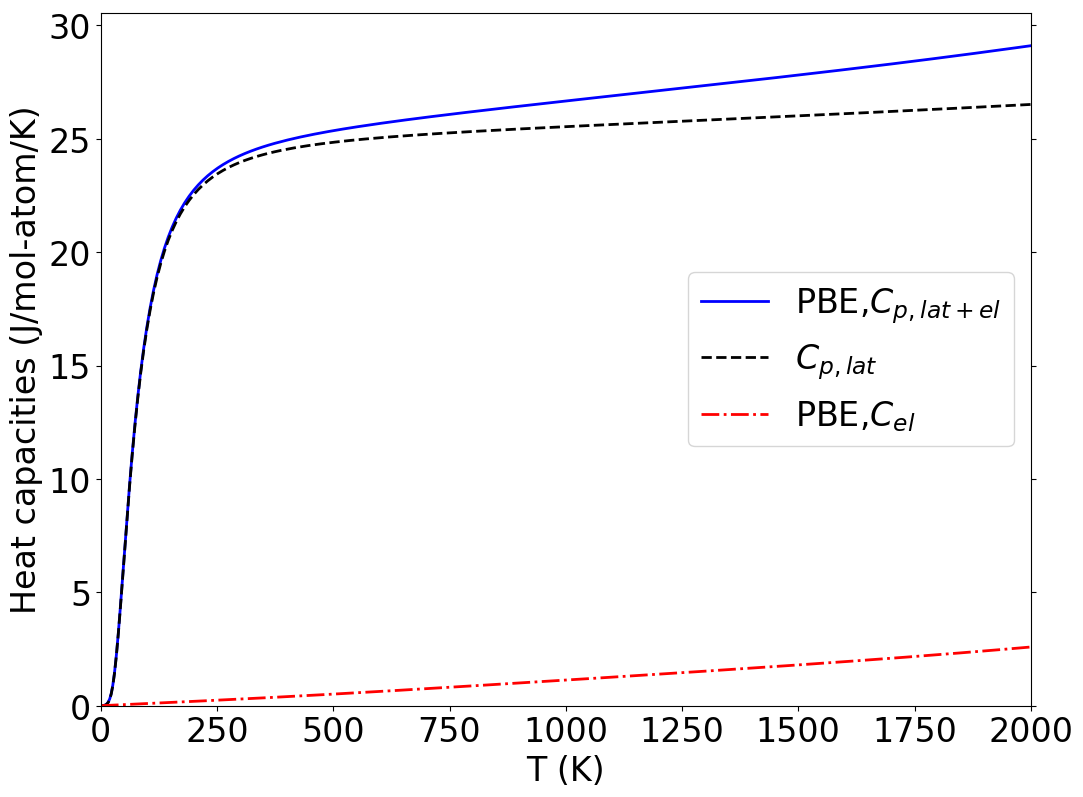 Heat capacities (J/mol-atom/K)
30
25
20
15
10
5
0
PBE,C_{p,lat+el}
C_{p,lat}
PBE,C_{el}
0 250 500 750 1000 1250 1500 1750 2000
T (K)